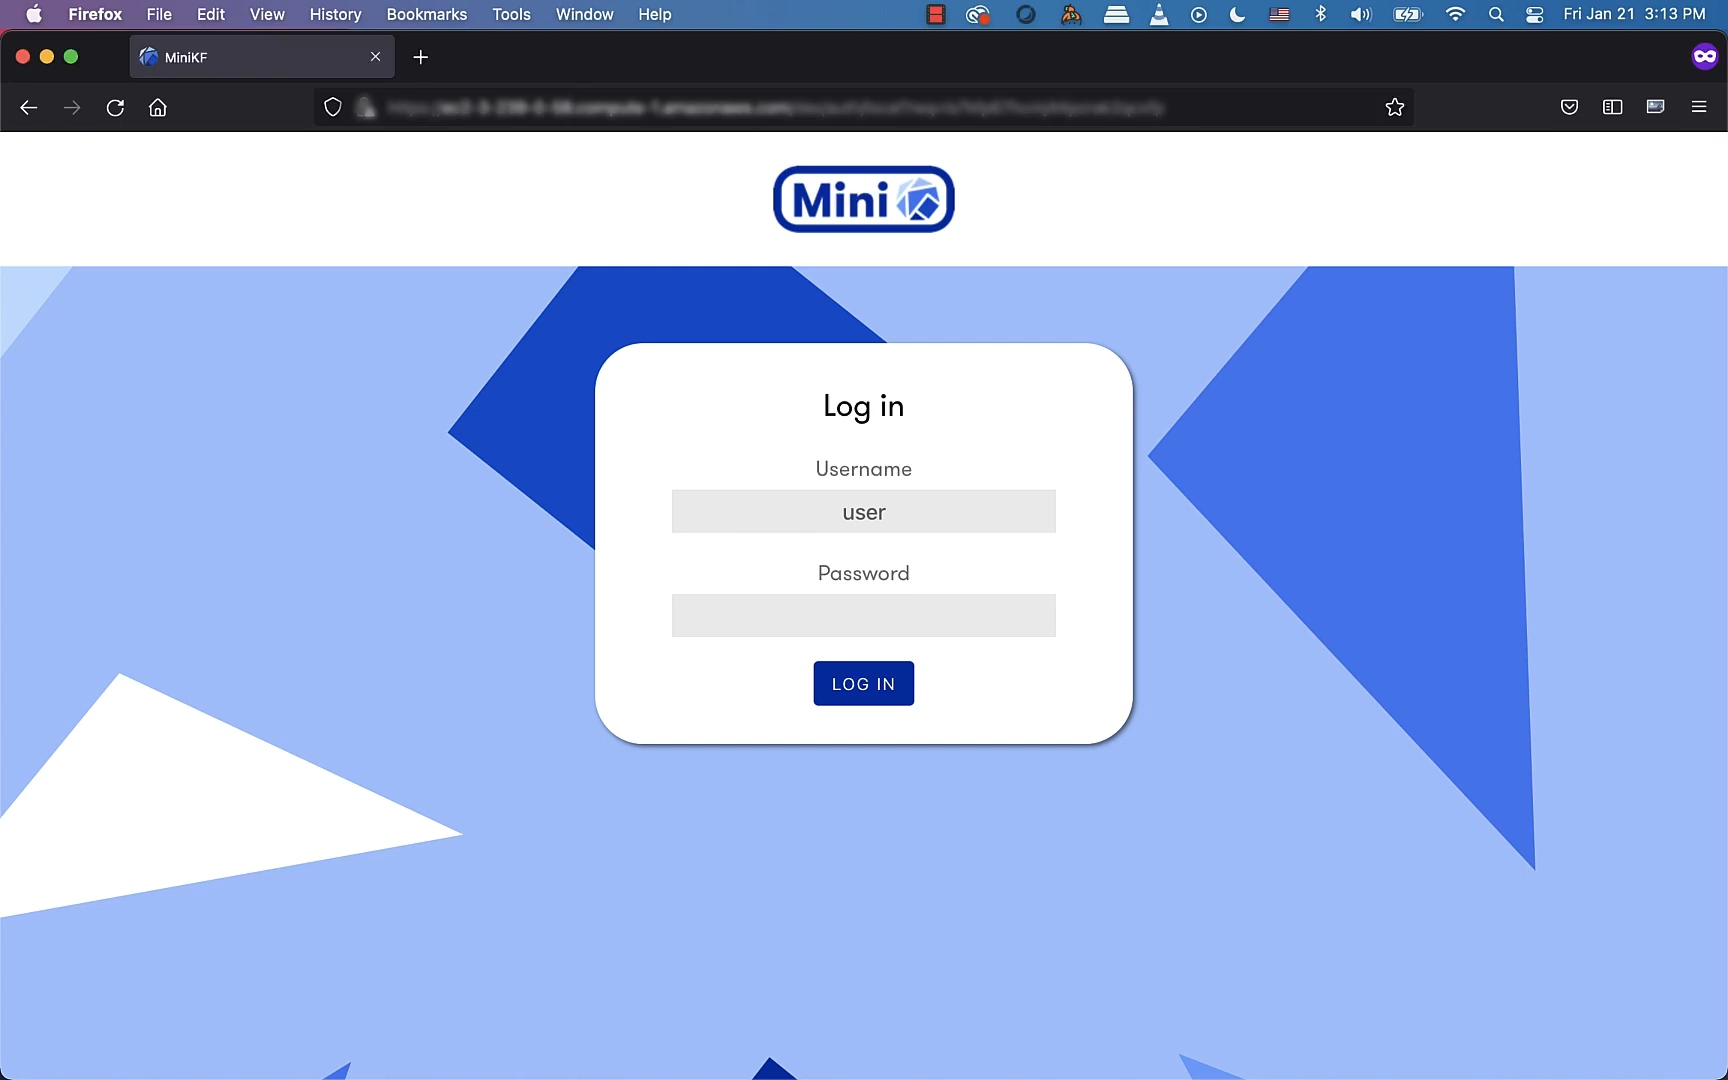 Firefox File Edit View History Bookmarks Tools Window Help Fri Jan 21 3:13 PM
MiniKF
Mini
Log in
Username
user
Password
LOG IN